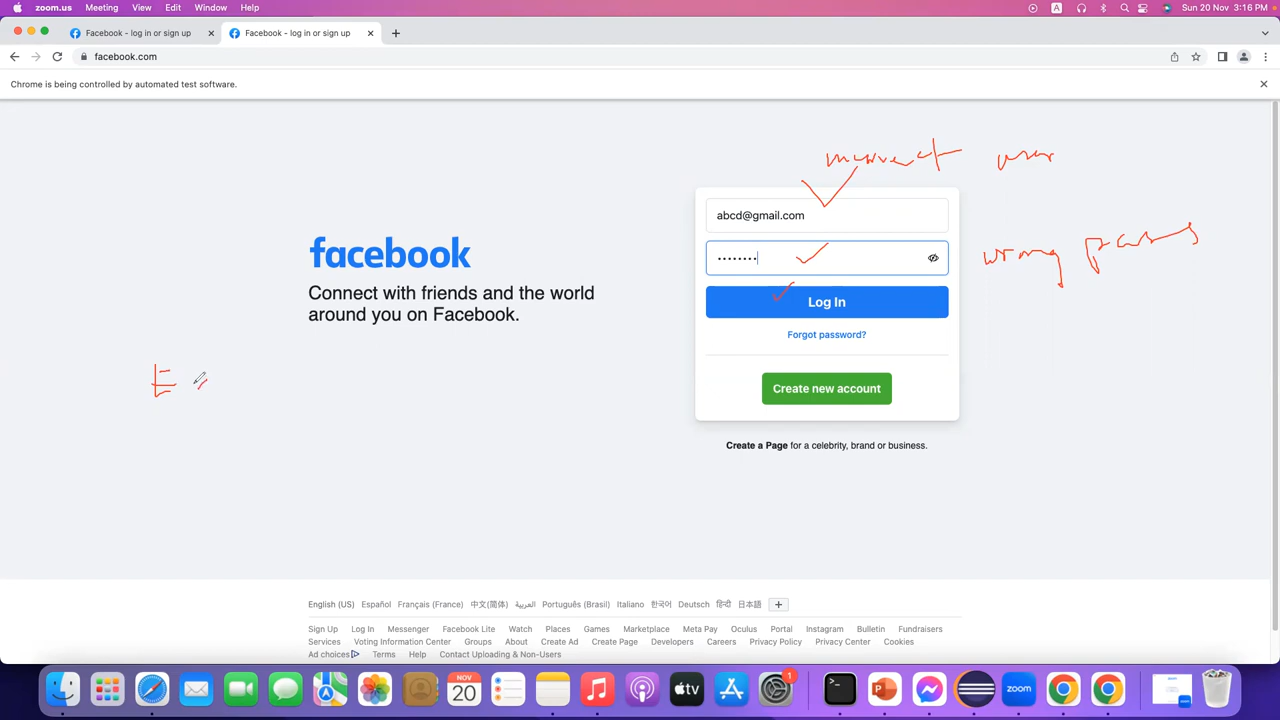 zoom.us Meeting View Edit Window Help A Sun 20 Nov 3:16 PM
Facebook - log in or sign up Facebook - log in or sign up
facebook.com
Chrome is being controlled by automated test software.
incorrect user
abcd@gmail.com
facebook
wrong pass
Connect with friends and the world
around you on Facebook.
Log In
Forgot password?
E
Create new account
Create a Page for a celebrity, brand or business.
English (US) Español Français (France) 中文(简体) العربية Português (Brasil) Italiano 한국어 Deutsch हिन्दी 日本語 +
Sign Up Log In Messenger Facebook Lite Watch Places Games Marketplace Meta Pay Oculus Portal Instagram Bulletin Fundraisers
Services Voting Information Center Groups About Create Ad Create Page Developers Careers Privacy Policy Privacy Center Cookies
Ad choices Terms Help Contact Uploading & Non-Users
NOV
20
tv
zoom
1